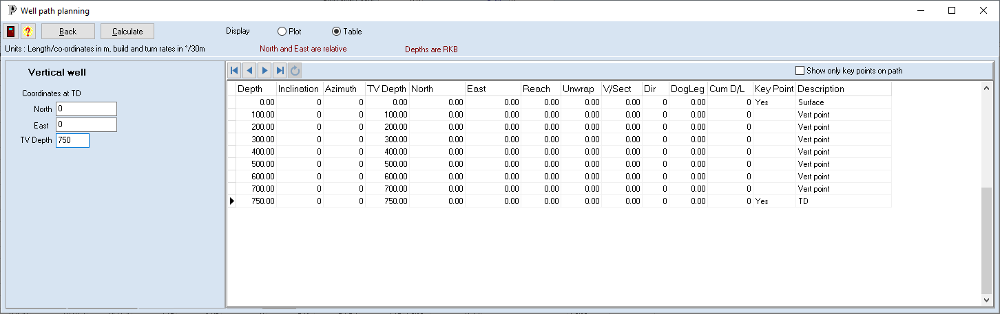 Well path planning
Back Calculate Display Plot Table
Units : Length/co-ordinates in m, build and turn rates in °/30m North and East are relative Depths are RKB
Vertical well
Coordinates at TD
North 0
East 0
TV Depth 750
Show only key points on path
Depth Inclination Azimuth TV Depth North East Reach Unwrap V/Sect Dir DogLeg Cum D/L Key Point Description
0.00 0 0 0.00 0.00 0.00 0.00 0.00 0.00 0 0.00 0 Yes Surface
100.00 0 0 100.00 0.00 0.00 0.00 0.00 0.00 0 0.00 0 Vert point
200.00 0 0 200.00 0.00 0.00 0.00 0.00 0.00 0 0.00 0 Vert point
300.00 0 0 300.00 0.00 0.00 0.00 0.00 0.00 0 0.00 0 Vert point
400.00 0 0 400.00 0.00 0.00 0.00 0.00 0.00 0 0.00 0 Vert point
500.00 0 0 500.00 0.00 0.00 0.00 0.00 0.00 0 0.00 0 Vert point
600.00 0 0 600.00 0.00 0.00 0.00 0.00 0.00 0 0.00 0 Vert point
700.00 0 0 700.00 0.00 0.00 0.00 0.00 0.00 0 0.00 0 Vert point
750.00 0 0 750.00 0.00 0.00 0.00 0.00 0.00 0 0.00 0 Yes TD